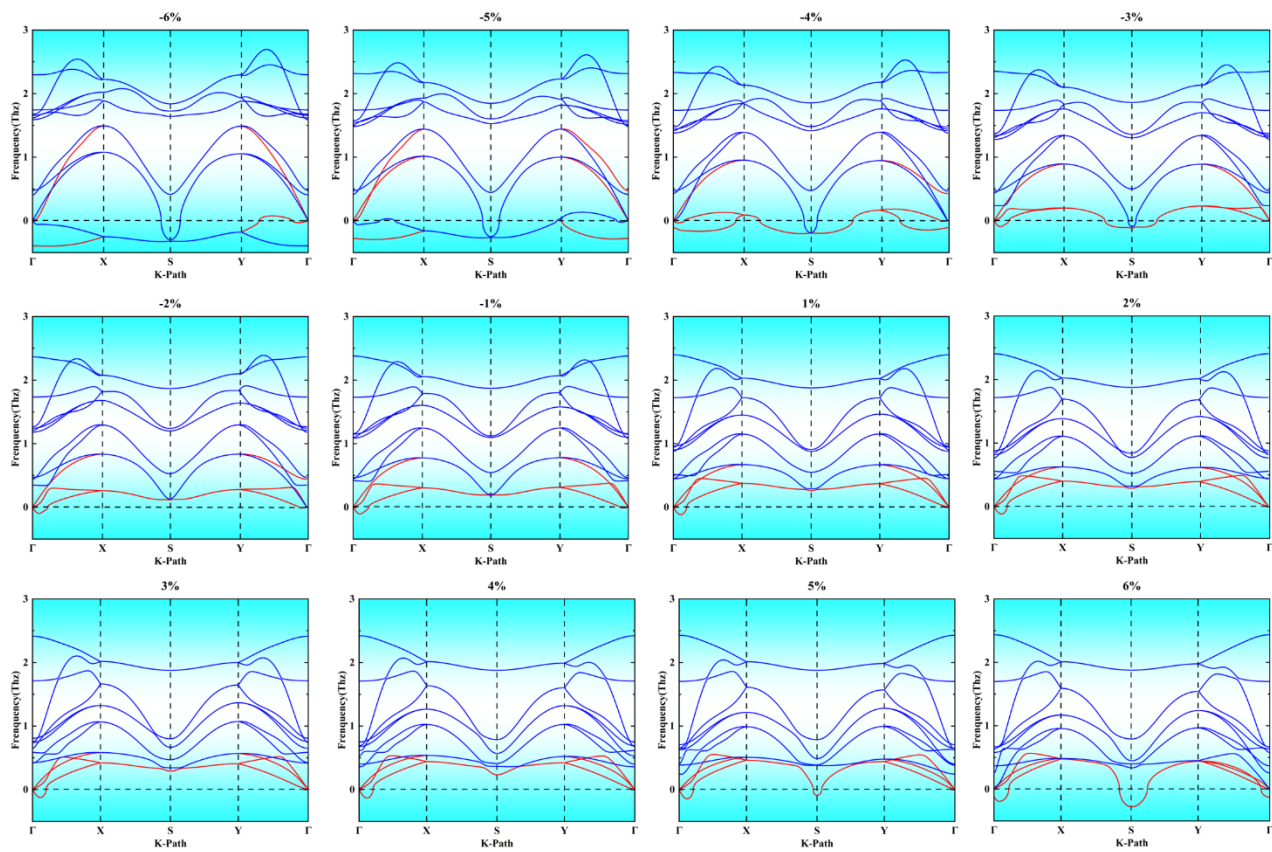 -6%
-5%
-4%
-3%
3
3
3
3
2
2
2
2
1
1
1
1
0
0
0
0
Frenquency(Thz)
Frenquency(Thz)
Frenquency(Thz)
Frenquency(Thz)
Γ X S Y Γ
Γ X S Y Γ
Γ X S Y Γ
Γ X S Y Γ
K-Path
K-Path
K-Path
K-Path
-2%
-1%
1%
2%
3
3
3
3
2
2
2
2
1
1
1
1
0
0
0
0
Frenquency(Thz)
Frenquency(Thz)
Frenquency(Thz)
Frenquency(Thz)
Γ X S Y Γ
Γ X S Y Γ
Γ X S Y Γ
Γ X S Y Γ
K-Path
K-Path
K-Path
K-Path
3%
4%
5%
6%
3
3
3
3
2
2
2
2
1
1
1
1
0
0
0
0
Frenquency(Thz)
Frenquency(Thz)
Frenquency(Thz)
Frenquency(Thz)
Γ X S Y Γ
Γ X S Y Γ
Γ X S Y Γ
Γ X S Y Γ
K-Path
K-Path
K-Path
K-Path